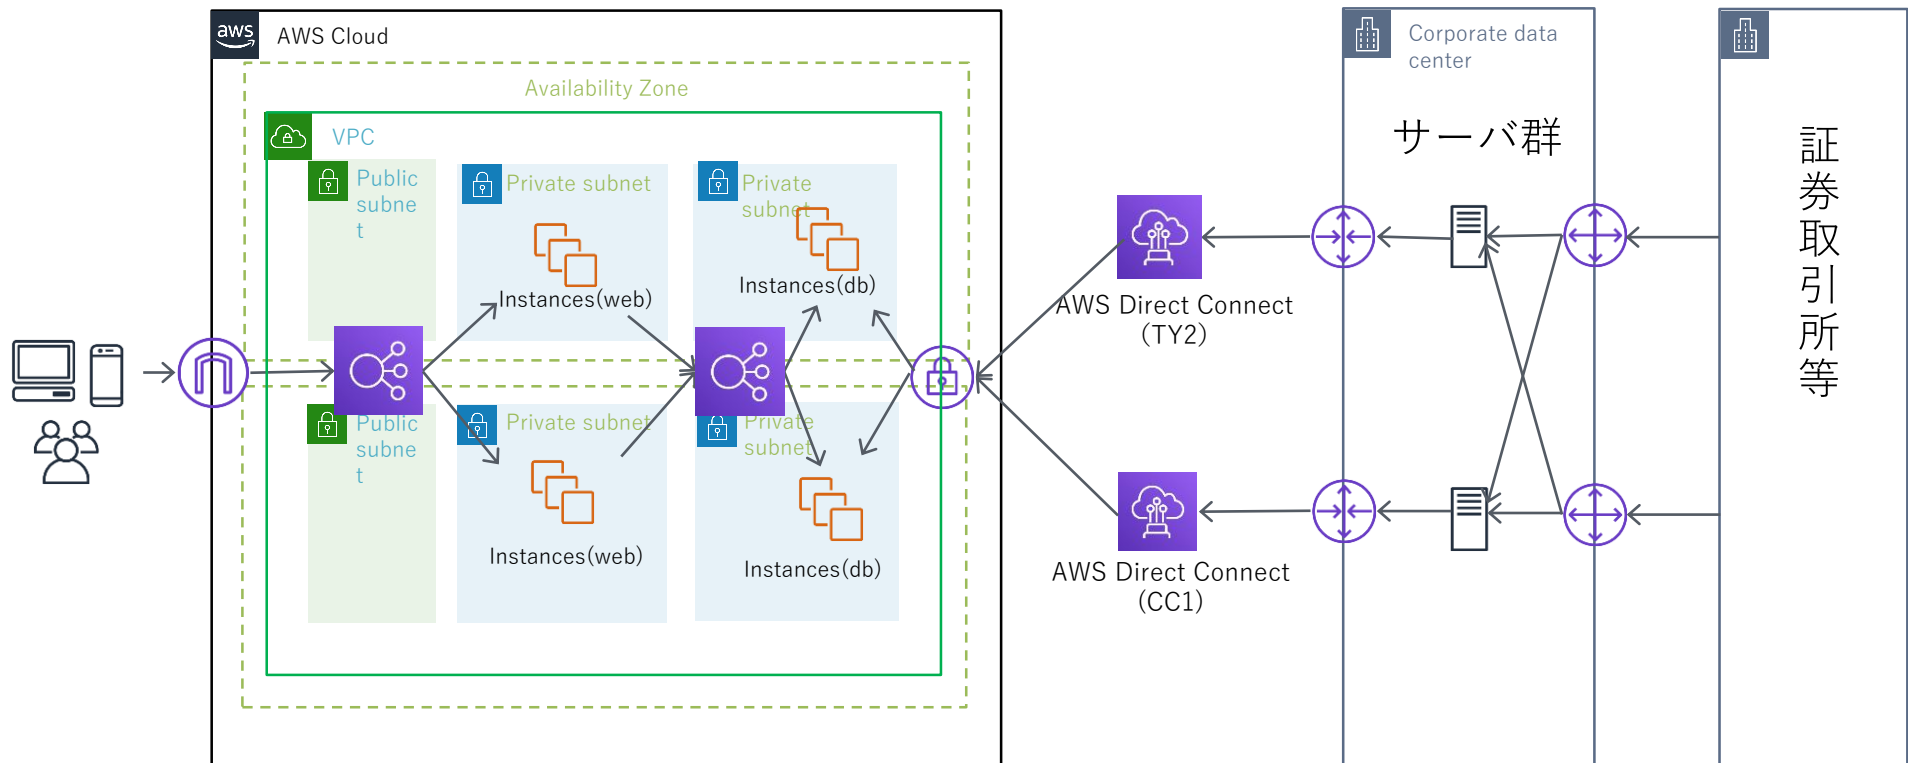 aws
AWS Cloud
Availability Zone
VPC
Public
subne
t
Private subnet
Private
subnet
Instances(web)
Instances(db)
Public
subne
t
Private subnet
Private
subnet
Instances(web)
Instances(db)
AWS Direct Connect
(TY2)
AWS Direct Connect
(CC1)
Corporate data
center
サーバ群
証券取引所等